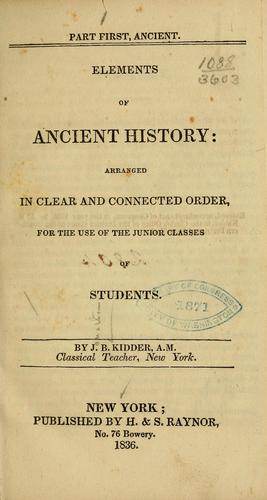 PART FIRST, ANCIENT.
1088
3603
ELEMENTS
OF
ANCIENT HISTORY:
ARRANGED
IN CLEAR AND CONNECTED ORDER,
FOR THE USE OF THE JUNIOR CLASSES
OF
STUDENTS.
1871
BY J. B. KIDDER, A.M.
Classical Teacher, New York.
NEW YORK;
PUBLISHED BY H. & S. RAYNOR,
No. 76 Bowery.
1836.